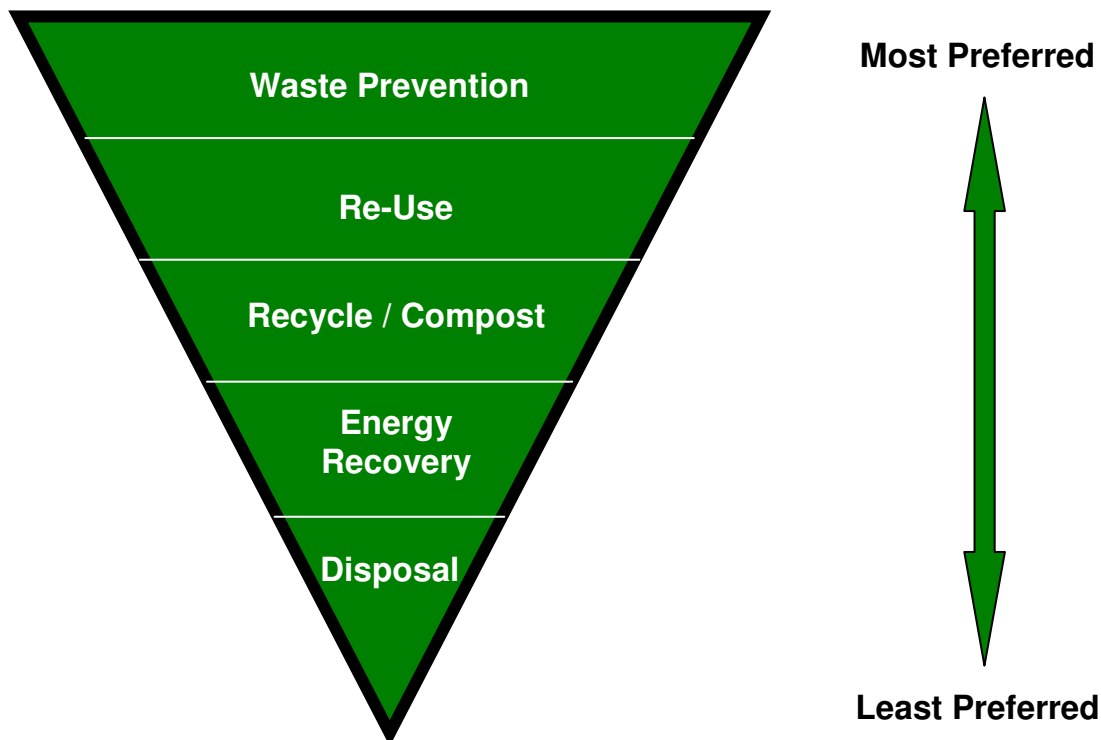 Most Preferred
Waste Prevention
Re-Use
Recycle / Compost
Energy
Recovery
Disposal
Least Preferred